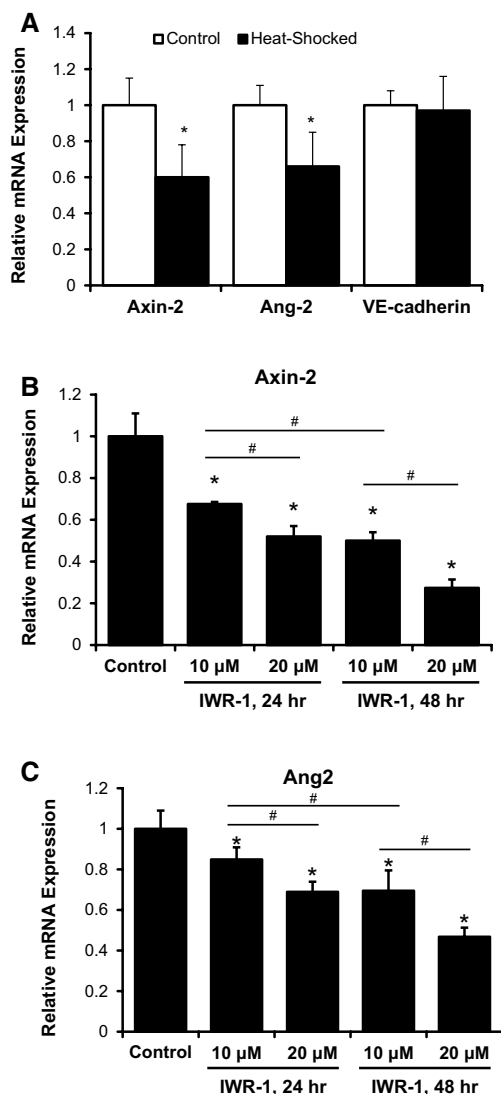 A
Control Heat-Shocked
Relative mRNA Expression
1.4
1.2
1
0.8
0.6
0.4
0.2
0
* *
Axin-2 Ang-2 VE-cadherin
B
Axin-2
Relative mRNA Expression
1.2
1
0.8
0.6
0.4
0.2
0
#
# #
* * * *
Control 10 µM 20 µM 10 µM 20 µM
IWR-1, 24 hr IWR-1, 48 hr
C
Ang2
Relative mRNA Expression
1.2
1
0.8
0.6
0.4
0.2
0
#
# #
* * * *
Control 10 µM 20 µM 10 µM 20 µM
IWR-1, 24 hr IWR-1, 48 hr